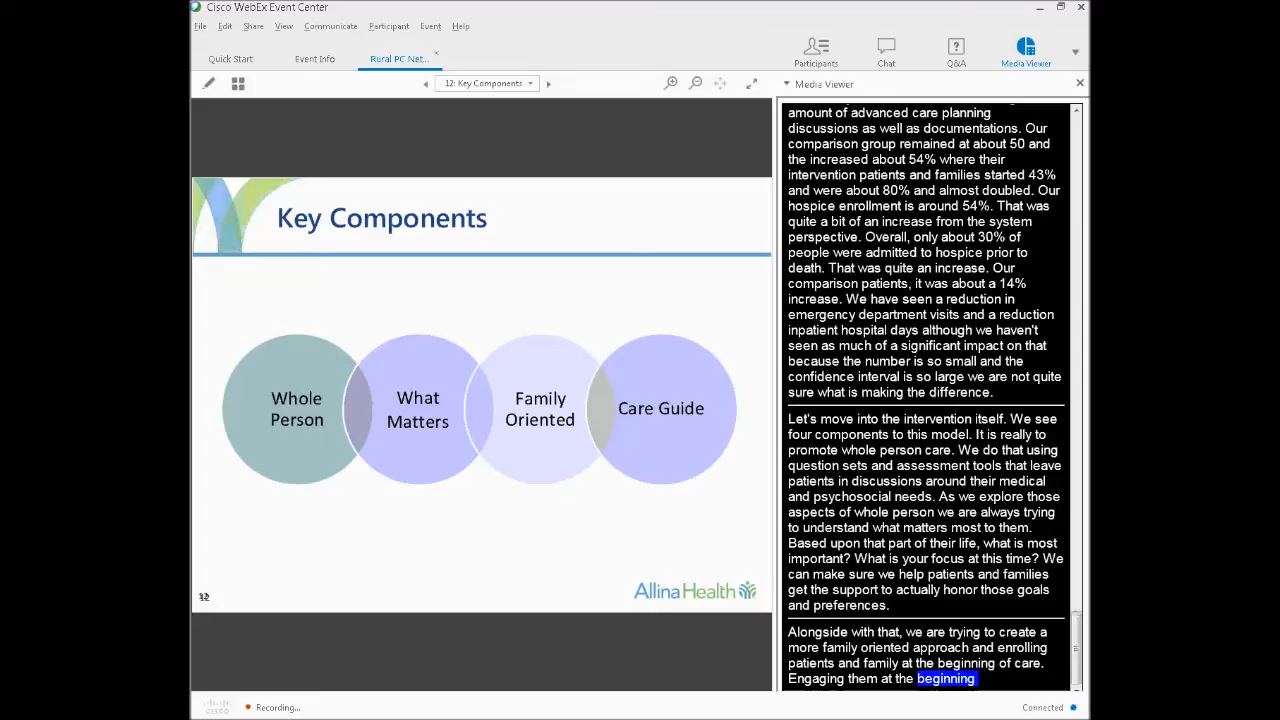 Cisco WebEx Event Center
File Edit Share View Communicate Participant Event Help
Quick Start Event Info Rural PC Net...
Participants Chat Q&A Media Viewer
12: Key Components
Media Viewer
Key Components
Whole
Person
What
Matters
Family
Oriented
Care Guide
AllinaHealth
12
amount of advanced care planning
discussions as well as documentations. Our
comparison group remained at about 50 and
the increased about 54% where their
intervention patients and families started 43%
and were about 80% and almost doubled. Our
hospice enrollment is around 54%. That was
quite a bit of an increase from the system
perspective. Overall, only about 30% of
people were admitted to hospice prior to
death. That was quite an increase. Our
comparison patients, it was about a 14%
increase. We have seen a reduction in
emergency department visits and a reduction
inpatient hospital days although we haven't
seen as much of a significant impact on that
because the number is so small and the
confidence interval is so large we are not quite
sure what is making the difference.
Let's move into the intervention itself. We see
four components to this model. It is really to
promote whole person care. We do that using
question sets and assessment tools that leave
patients in discussions around their medical
and psychosocial needs. As we explore those
aspects of whole person we are always trying
to understand what matters most to them.
Based upon that part of their life, what is most
important? What is your focus at this time? We
can make sure we help patients and families
get the support to actually honor those goals
and preferences.
Alongside with that, we are trying to create a
more family oriented approach and enrolling
patients and family at the beginning of care.
Engaging them at the beginning
cisco Recording... Connected